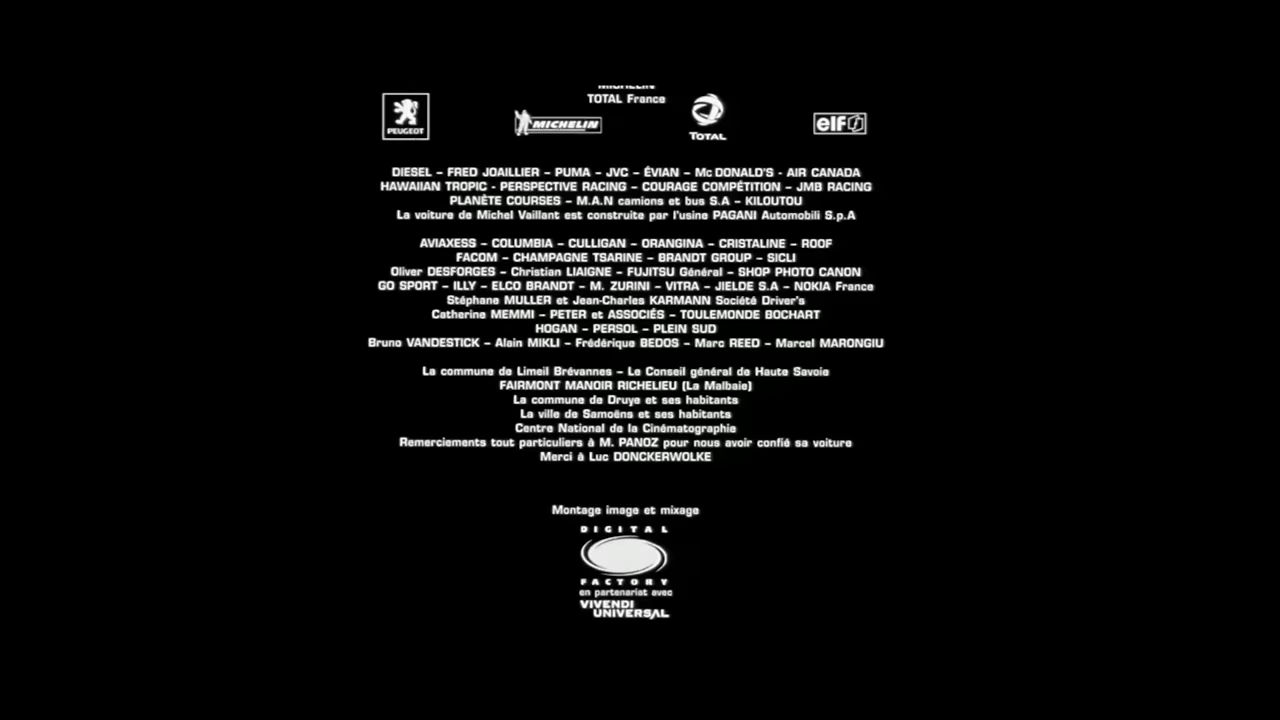 MICHELIN
TOTAL France
PEUGEOT
MICHELIN
TOTAL
elf
DIESEL – FRED JOAILLIER – PUMA – JVC – ÉVIAN – Mc DONALD'S - AIR CANADA
HAWAIIAN TROPIC - PERSPECTIVE RACING – COURAGE COMPÉTITION – JMB RACING
PLANÈTE COURSES – M.A.N camions et bus S.A – KILOUTOU
La voiture de Michel Vaillant est construite par l'usine PAGANI Automobili S.p.A
AVIAXESS – COLUMBIA – CULLIGAN – ORANGINA – CRISTALINE – ROOF
FACOM – CHAMPAGNE TSARINE – BRANDT GROUP – SICLI
Oliver DESFORGES – Christian LIAIGNE – FUJITSU Général – SHOP PHOTO CANON
GO SPORT – ILLY – ELCO BRANDT – M. ZURINI – VITRA – JIELDE S.A – NOKIA France
Stéphane MULLER et Jean-Charles KARMANN Société Driver's
Catherine MEMMI – PETER et ASSOCIÉS – TOULEMONDE BOCHART
HOGAN – PERSOL – PLEIN SUD
Bruno VANDESTICK – Alain MIKLI – Frédérique BEDOS – Marc REED – Marcel MARONGIU
La commune de Limeil Brévannes – Le Conseil général de Haute Savoie
FAIRMONT MANOIR RICHELIEU (La Malbaie)
La commune de Druye et ses habitants
La ville de Samoëns et ses habitants
Centre National de la Cinématographie
Remerciements tout particuliers à M. PANOZ pour nous avoir confié sa voiture
Merci à Luc DONCKERWOLKE
Montage image et mixage
DIGITAL
FACTORY
en partenariat avec
VIVENDI
UNIVERSAL